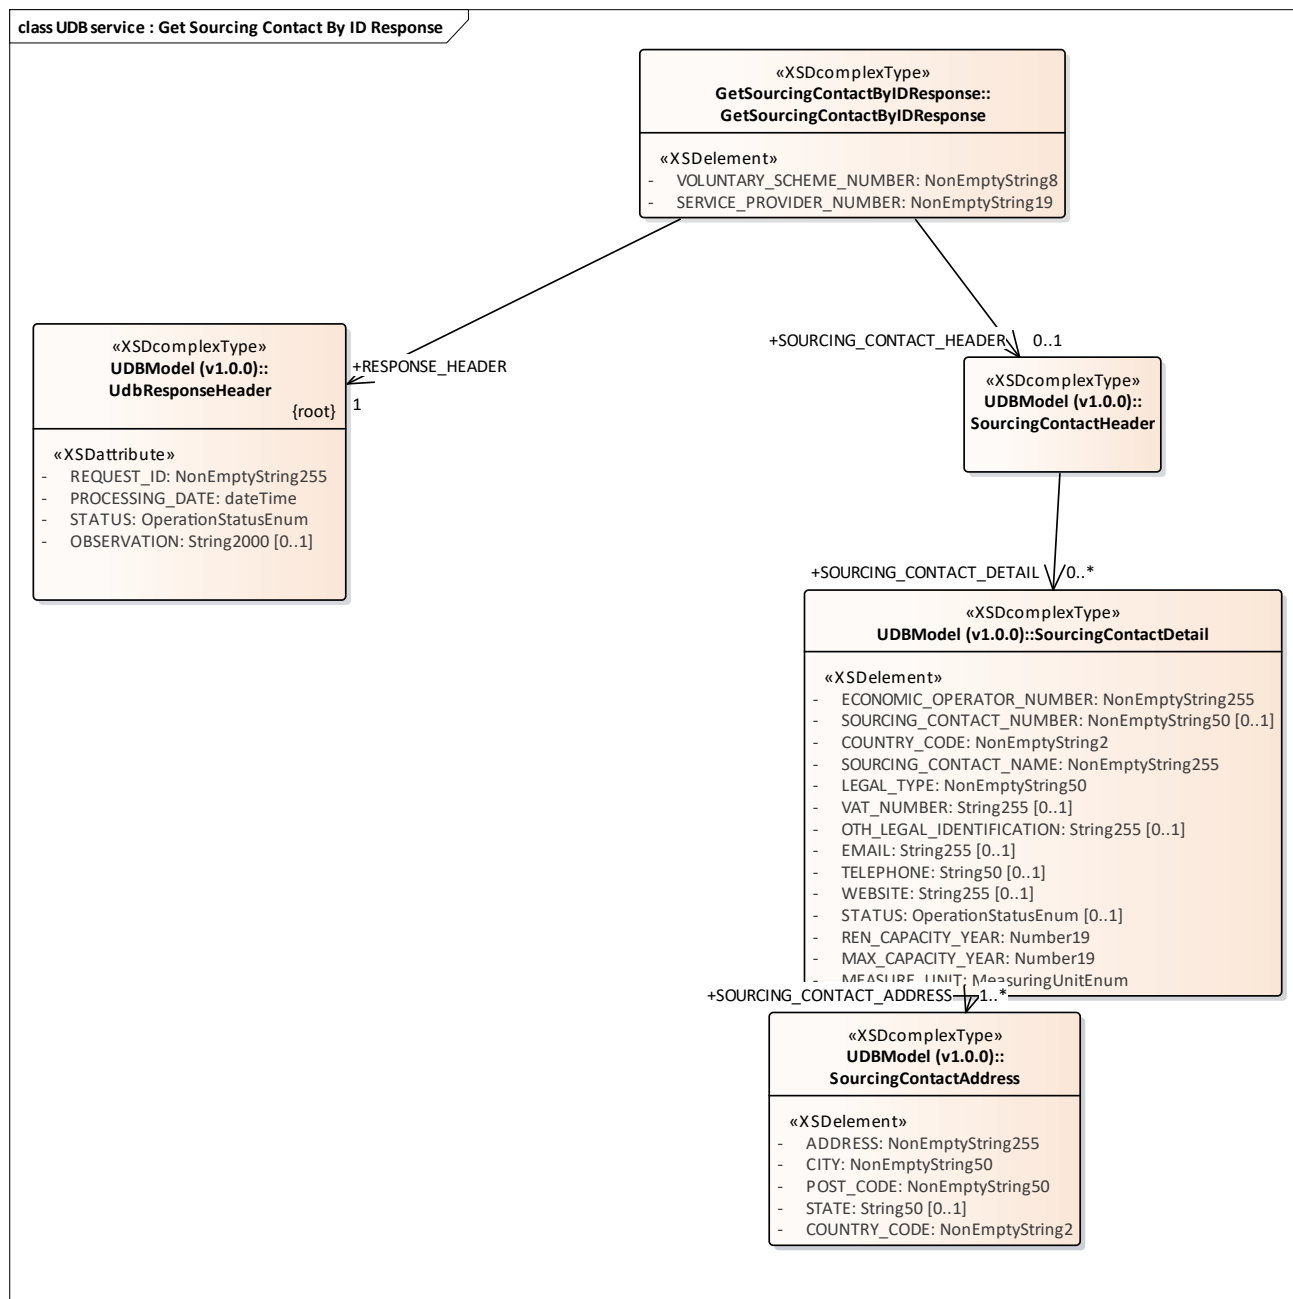 class UDB service : Get Sourcing Contact By ID Response
«XSDcomplexType»
GetSourcingContactByIDResponse::
GetSourcingContactByIDResponse
«XSDelement»
- VOLUNTARY_SCHEME_NUMBER: NonEmptyString8
- SERVICE_PROVIDER_NUMBER: NonEmptyString19
+RESPONSE_HEADER
1
«XSDcomplexType»
UDBModel (v1.0.0)::
UdbResponseHeader
{root}
«XSDattribute»
- REQUEST_ID: NonEmptyString255
- PROCESSING_DATE: dateTime
- STATUS: OperationStatusEnum
- OBSERVATION: String2000 [0..1]
+SOURCING_CONTACT_HEADER 0..1
«XSDcomplexType»
UDBModel (v1.0.0)::
SourcingContactHeader
+SOURCING_CONTACT_DETAIL 0..*
«XSDcomplexType»
UDBModel (v1.0.0)::SourcingContactDetail
«XSDelement»
- ECONOMIC_OPERATOR_NUMBER: NonEmptyString255
- SOURCING_CONTACT_NUMBER: NonEmptyString50 [0..1]
- COUNTRY_CODE: NonEmptyString2
- SOURCING_CONTACT_NAME: NonEmptyString255
- LEGAL_TYPE: NonEmptyString50
- VAT_NUMBER: String255 [0..1]
- OTH_LEGAL_IDENTIFICATION: String255 [0..1]
- EMAIL: String255 [0..1]
- TELEPHONE: String50 [0..1]
- WEBSITE: String255 [0..1]
- STATUS: OperationStatusEnum [0..1]
- REN_CAPACITY_YEAR: Number19
- MAX_CAPACITY_YEAR: Number19
- MEASURE_UNIT: MeasuringUnitEnum
+SOURCING_CONTACT_ADDRESS 1..*
«XSDcomplexType»
UDBModel (v1.0.0)::
SourcingContactAddress
«XSDelement»
- ADDRESS: NonEmptyString255
- CITY: NonEmptyString50
- POST_CODE: NonEmptyString50
- STATE: String50 [0..1]
- COUNTRY_CODE: NonEmptyString2